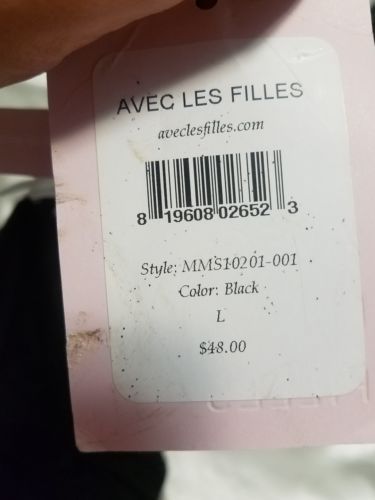 AVEC LES FILLES
aveclesfilles.com
8 19608 02652 3
Style: MMS10201-001
Color: Black
L
$48.00